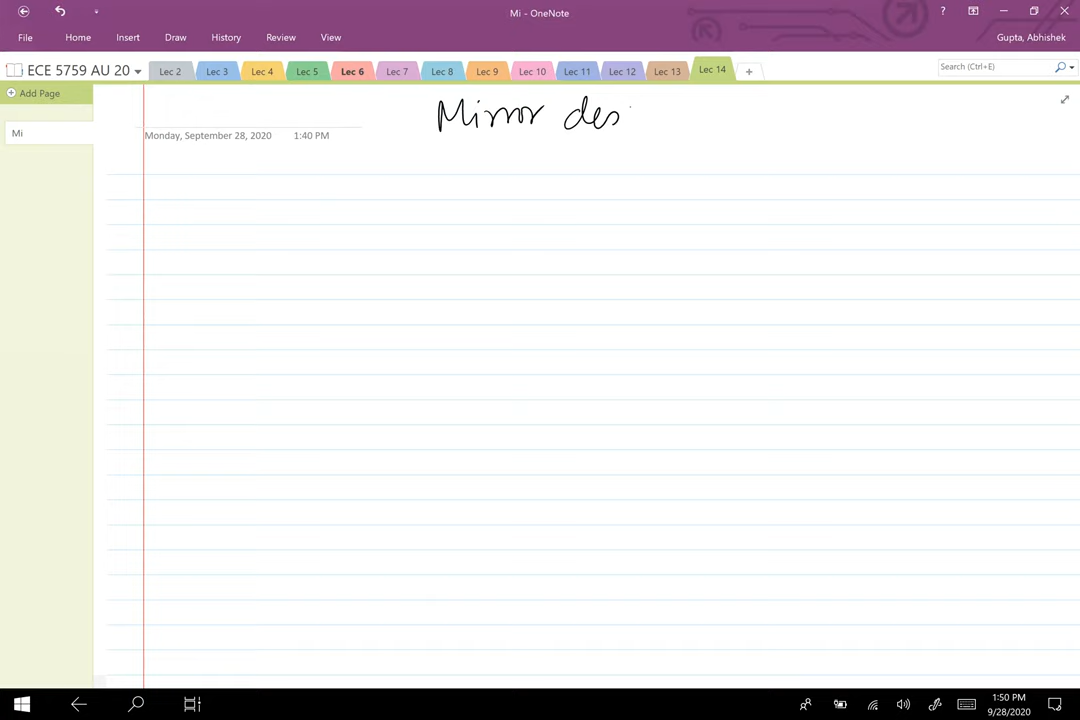 Mi - OneNote
File Home Insert Draw History Review View Gupta, Abhishek
ECE 5759 AU 20 Lec 2 Lec 3 Lec 4 Lec 5 Lec 6 Lec 7 Lec 8 Lec 9 Lec 10 Lec 11 Lec 12 Lec 13 Lec 14 Search (Ctrl+E)
Add Page
Mirror des
Mi
Monday, September 28, 2020 1:40 PM
1:50 PM
9/28/2020